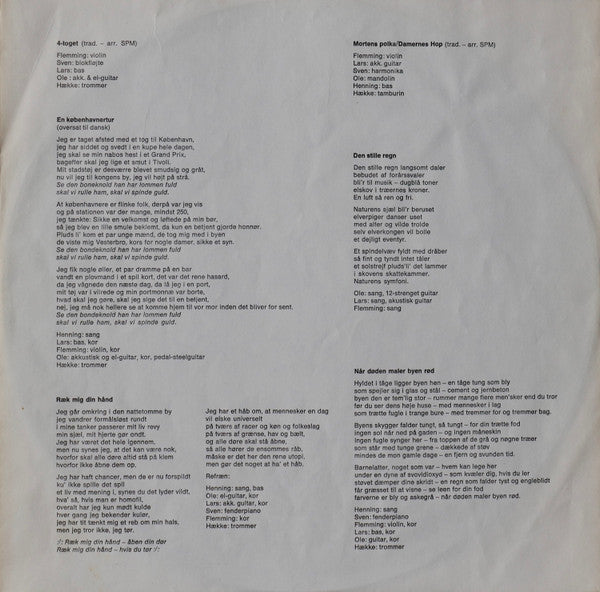 4-toget (trad. – arr. SPM)
Flemming: violin
Sven: blokfløjte
Lars: bas
Ole : akk. & el-guitar
Hække: trommer
En københavnertur
(oversat til dansk)
Jeg er taget afsted med et tog til København,
jeg har siddet og svedt i en kupe hele dagen,
jeg skal se min nabos hest i et Grand Prix,
bagefter skal jeg lige et smut i Tivoli.
Mit stadstøj er desværre blevet smudsig og gråt,
nu vil jeg til kongens by, jeg vil højt på strå.
Se den boneknold han har lommen fuld
skal vi rulle ham, skal vi spinde guld.
At københavnere er flinke folk, derpå var jeg vis
og på stationen var der mange, mindst 250,
jeg tænkte: Sikke en velkomst og løftede på min bør,
så jeg blev en lille smule beklemt, da kun en betjent gjorde honnør.
Pluds'li' kom et par unge mænd, de tog mig med i byen
de viste mig Vesterbro, kors for nogle damer, sikke et syn.
Se den bondeknold han har lommen fuld
skal vi rulle ham, skal vi spinde guld.
Jeg fik nogle øller, et par dramme på en bar
vandt en plovmand i et spil kort, det var det rene hasard,
da jeg vågnede den næste dag, da lå jeg i en port,
mit tøj var i vilrede og min portmonnæ var borte,
hvad skal jeg gøre, skal jeg sige det til en betjent,
nej, jeg må nok hellere se at komme hjem til vor mor inden det bliver for sent.
Se den bondeknold han har lommen fuld
skal vi rulle ham, skal vi spinde guld.
Henning: sang
Lars: bas, kor
Flemming: violin, kor
Ole: akkustisk og el-guitar, kor, pedal-steelguitar
Hække: trommer
Ræk mig din hånd
Jeg går omkring i den nattetomme by
jeg vandrer formålsløst rundt
i mine tanker passerer mit liv revy
min sjæl, mit hjerte gør ondt.
Jeg har været det hele igennem,
men nu synes jeg, at det kan være nok,
hvorfor skal alle døre altid stå på klem
hvorfor ikke åbne dem op.
Jeg har haft chancer, men de er nu forspildt
ku' ikke spille det spil
et liv med mening i, synes du det lyder vildt,
hva' så, hvis man er homofil,
overalt har jeg kun mødt kulde
hver gang jeg bekender kulør,
jeg har tit tænkt mig et reb om min hals,
men jeg tror ikke, jeg tør.
:/: Ræk mig din hånd – åben din dør
Ræk mig din hånd – hvis du tør :/:
Jeg har et håb om, at mennesker en dag
vil elske universelt
på tværs af racer og køn og folkeslag
på tværs af grænse, hav og bælt,
og alle døre skal stå åbne,
så alle hører de ensommes råb,
måske er det her den rene utopi,
men gør det noget at ha' et håb.
Refræn:
Henning: sang, bas
Ole: el-guitar, kor
Lars: akk. guitar, kor
Sven: fenderpiano
Flemming: kor
Hække: trommer
Mortens polka/Damernes Hop (trad. – arr. SPM)
Flemming: violin
Lars: akk. guitar
Sven: harmonika
Ole: mandolin
Henning: bas
Hække: tamburin
Den stille regn
Den stille regn langsomt daler
bebudet af forårssvaler
bli'r til musik – dugblå toner
elskov i træernes kroner.
En luft så ren og fri.
Naturens sjæl bli'r beruset
elverpiger danser uset
med alfer og vilde trolde
selv elverkongen vil bolte
et dejligt eventyr.
Et spindelvæv fyldt med dråber
så fint og tyndt intet tåler
et solstrejf pluds'li' det lammer
i skovens skattekammer.
Naturens symfoni.
Ole: sang, 12-strenget guitar
Lars: sang, akustisk guitar
Flemming: sang
Når døden maler byen rød
Hyldet i tåge ligger byen hen – en tåge tung som bly
som spejler sig i glas og stål – cement og jernbeton
byen den er tem'lig stor – rummer mange flere men'sker end du tror
før du ser dens høje huse – med mennesker i lag
som trætte fugle i trange bure – med tremmer for og tremmer bag.
Byens skygger falder tungt, så tungt – for din trætte fod
ingen sol når ned på gaden – og ingen måneskin
Ingen fugle synger her – fra toppen af de grå og nøgne træer
som står med tunge grene – dækkede af støv
mindes de mon gamle dage – en fjern og svunden tid.
Barnelatter, noget som var – hvem kan lege her
under en dyne af svovldioxyd – som kvæler dig, hvis du ler
støvet dæmper dine skridt – en regn som falder tyst og engleblidt
får græsset til at visne – se leen for din fod
farverne er bly og askegrå – når døden maler byen rød.
Henning: sang
Sven: fenderpiano
Flemming: violin, kor
Lars: bas, kor
Ole: guitar, kor
Hække: trommer